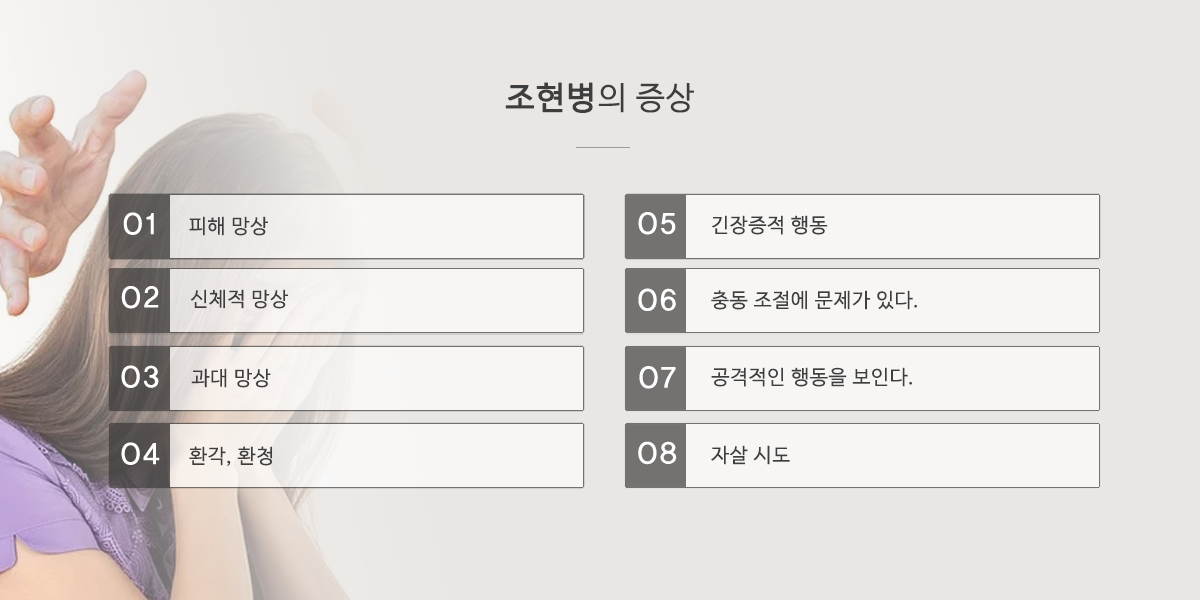 조현병의 증상
01 피해 망상
02 신체적 망상
03 과대 망상
04 환각, 환청
05 긴장증적 행동
06 충동 조절에 문제가 있다.
07 공격적인 행동을 보인다.
08 자살 시도